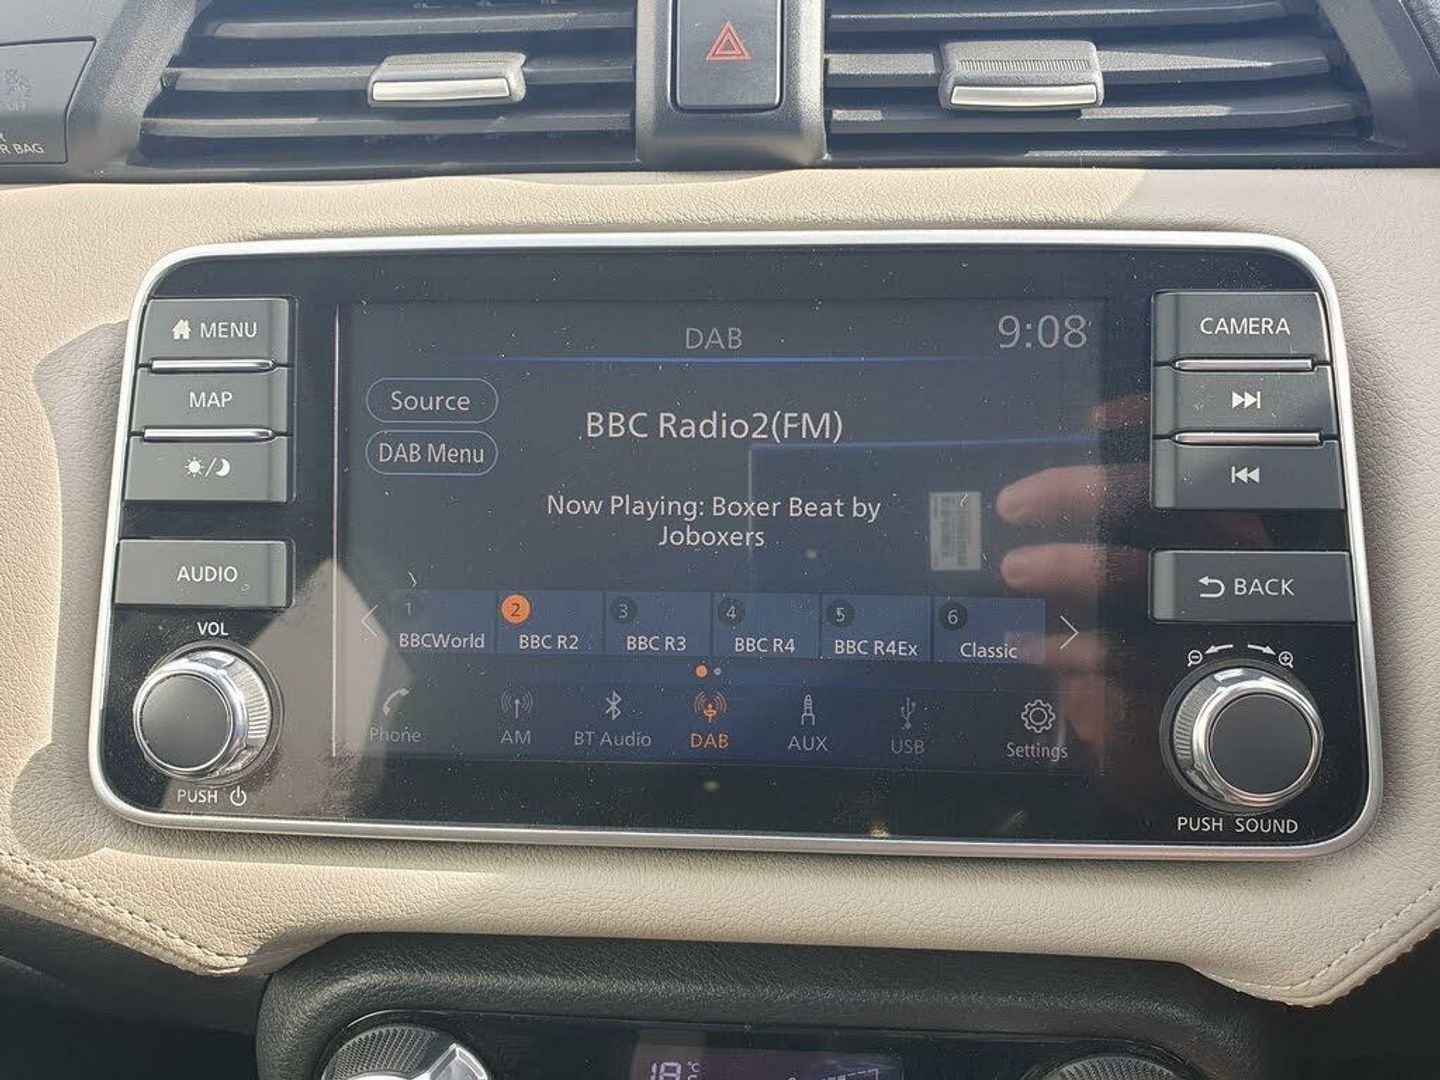 R BAG
MENU
MAP
AUDIO
VOL
PUSH
DAB
9:08
Source
DAB Menu
BBC Radio2(FM)
Now Playing: Boxer Beat by
Joboxers
1 2 3 4 5 6
BBCWorld BBC R2 BBC R3 BBC R4 BBC R4Ex Classic
Phone AM BT Audio DAB AUX USB Settings
CAMERA
BACK
PUSH SOUND
18°C